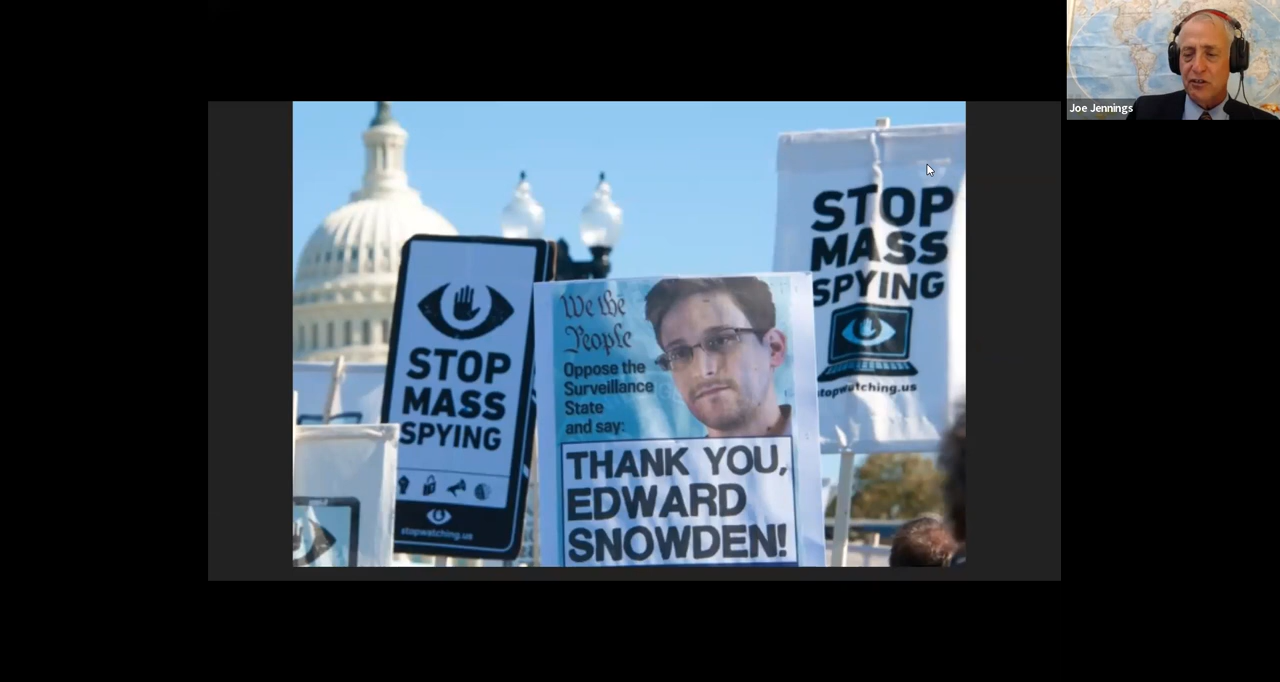 Joe Jennings
STOP
MASS
SPYING
stopwatching.us
We the
People
Oppose the
Surveillance
State
and say:
THANK YOU,
EDWARD
SNOWDEN!
STOP
MASS
SPYING
stopwatching.us